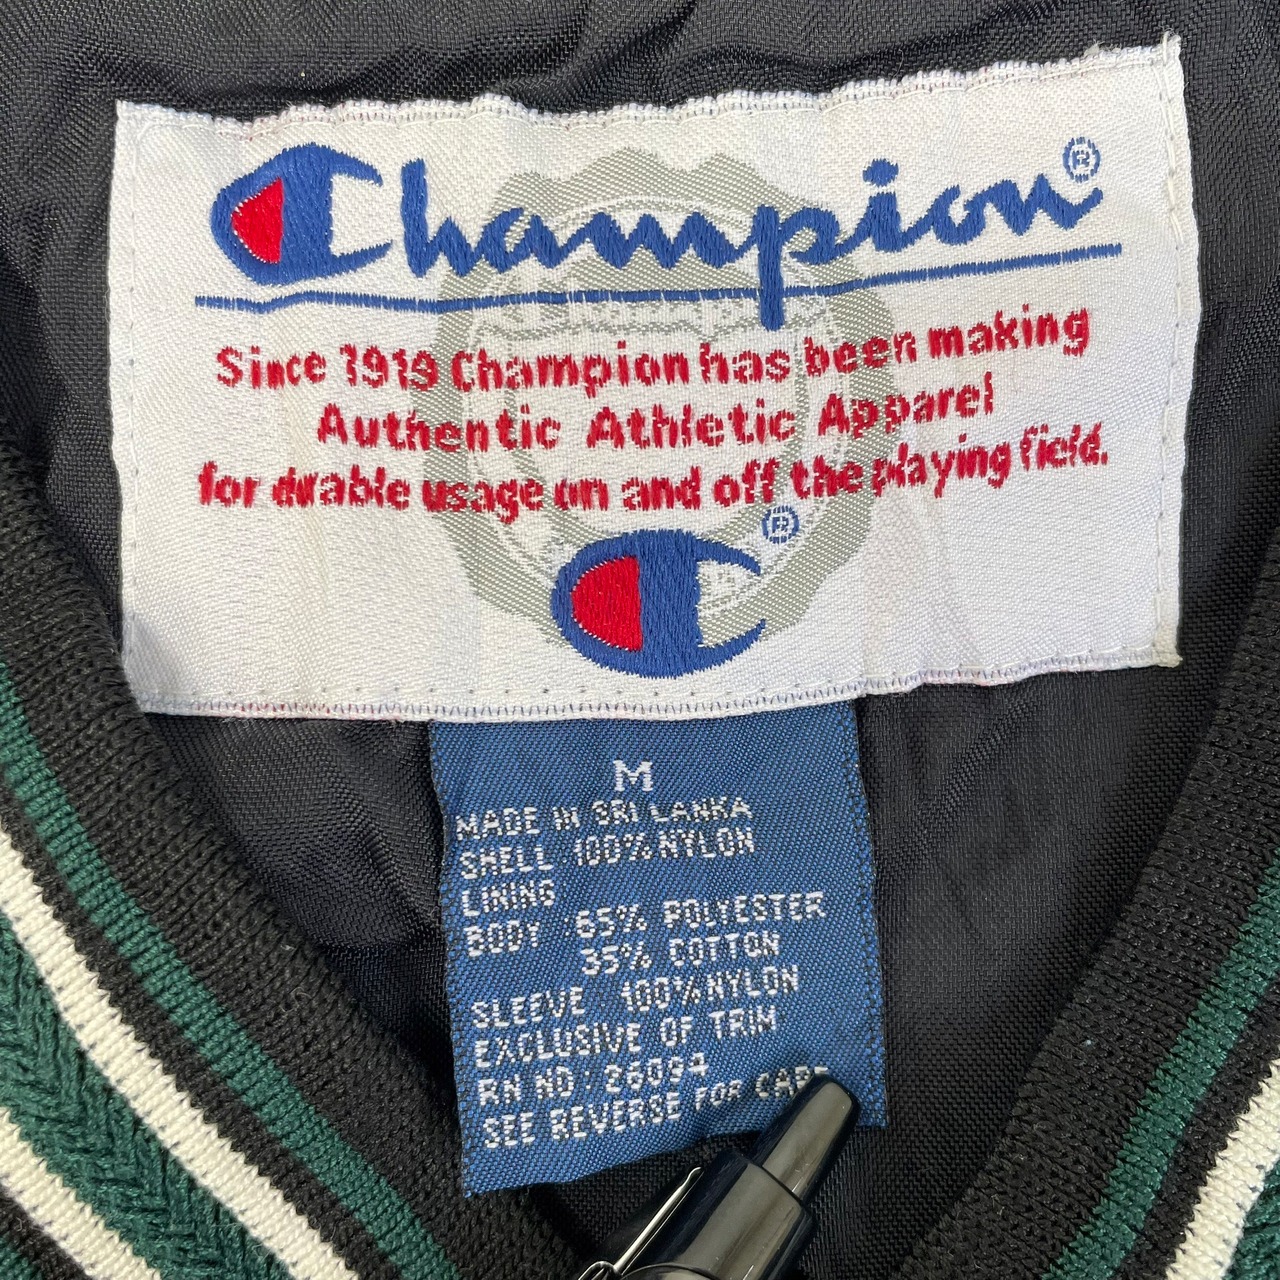 Champion®
Since 1919 Champion has been making
Authentic Athletic Apparel
for durable usage on and off the playing field.
®
M
MADE IN SRI LANKA
SHELL 100% NYLON
LINING
BODY 65% POLYESTER
35% COTTON
SLEEVE 100% NYLON
EXCLUSIVE OF TRIM
RN NO: 26094
SEE REVERSE FOR CARE